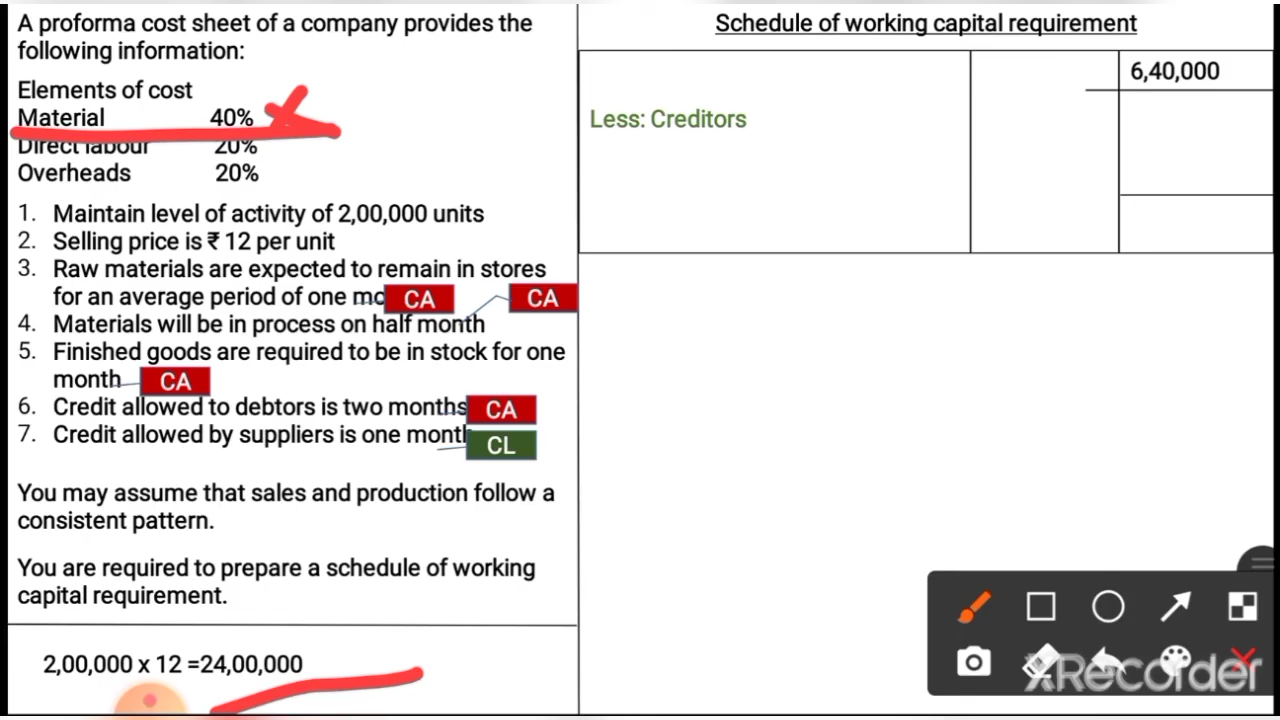 A proforma cost sheet of a company provides the
following information:
Elements of cost
Material 40%
Direct labour 20%
Overheads 20%
1. Maintain level of activity of 2,00,000 units
2. Selling price is ₹ 12 per unit
3. Raw materials are expected to remain in stores
for an average period of one mo CA CA
4. Materials will be in process on half month
5. Finished goods are required to be in stock for one
month CA
6. Credit allowed to debtors is two months CA
7. Credit allowed by suppliers is one month CL
You may assume that sales and production follow a
consistent pattern.
You are required to prepare a schedule of working
capital requirement.
2,00,000 x 12 =24,00,000
Schedule of working capital requirement
6,40,000
Less: Creditors
XRecorder